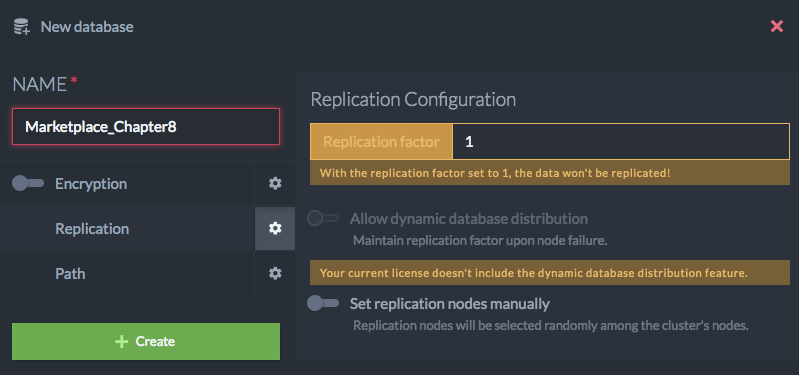 New database
NAME *
Marketplace_Chapter8
Encryption
Replication
Path
Create
Replication Configuration
Replication factor 1
With the replication factor set to 1, the data won't be replicated!
Allow dynamic database distribution
Maintain replication factor upon node failure.
Your current license doesn't include the dynamic database distribution feature.
Set replication nodes manually
Replication nodes will be selected randomly among the cluster's nodes.